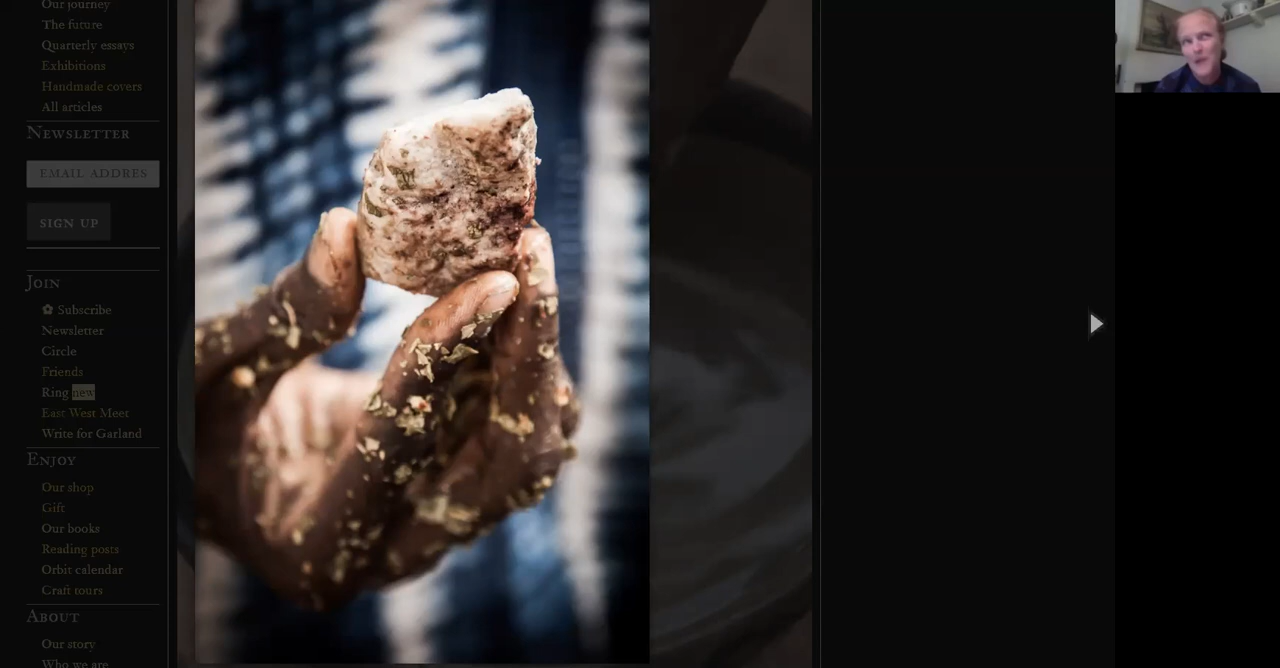 Our journey
The future
Quarterly essays
Exhibitions
Handmade covers
All articles
NEWSLETTER
EMAIL ADDRES
SIGN UP
JOIN
✿ Subscribe
Newsletter
Circle
Friends
Ring new
East West Meet
Write for Garland
ENJOY
Our shop
Gift
Our books
Reading posts
Orbit calendar
Craft tours
ABOUT
Our story
Who we are